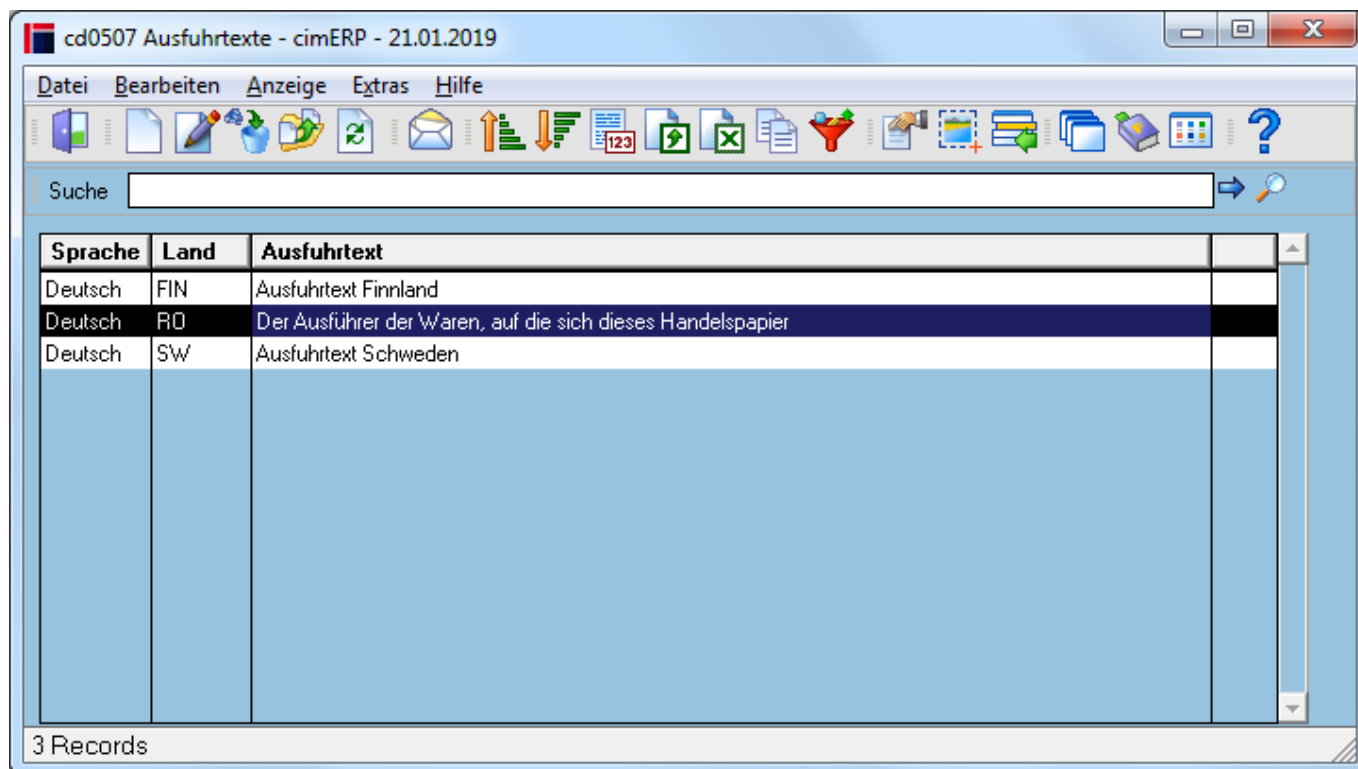 cd0507 Ausfuhrtexte - cimERP - 21.01.2019
Datei Bearbeiten Anzeige Extras Hilfe
123
Suche
Sprache Land Ausfuhrtext
Deutsch FIN Ausfuhrtext Finnland
Deutsch RO Der Ausführer der Waren, auf die sich dieses Handelspapier
Deutsch SW Ausfuhrtext Schweden
3 Records